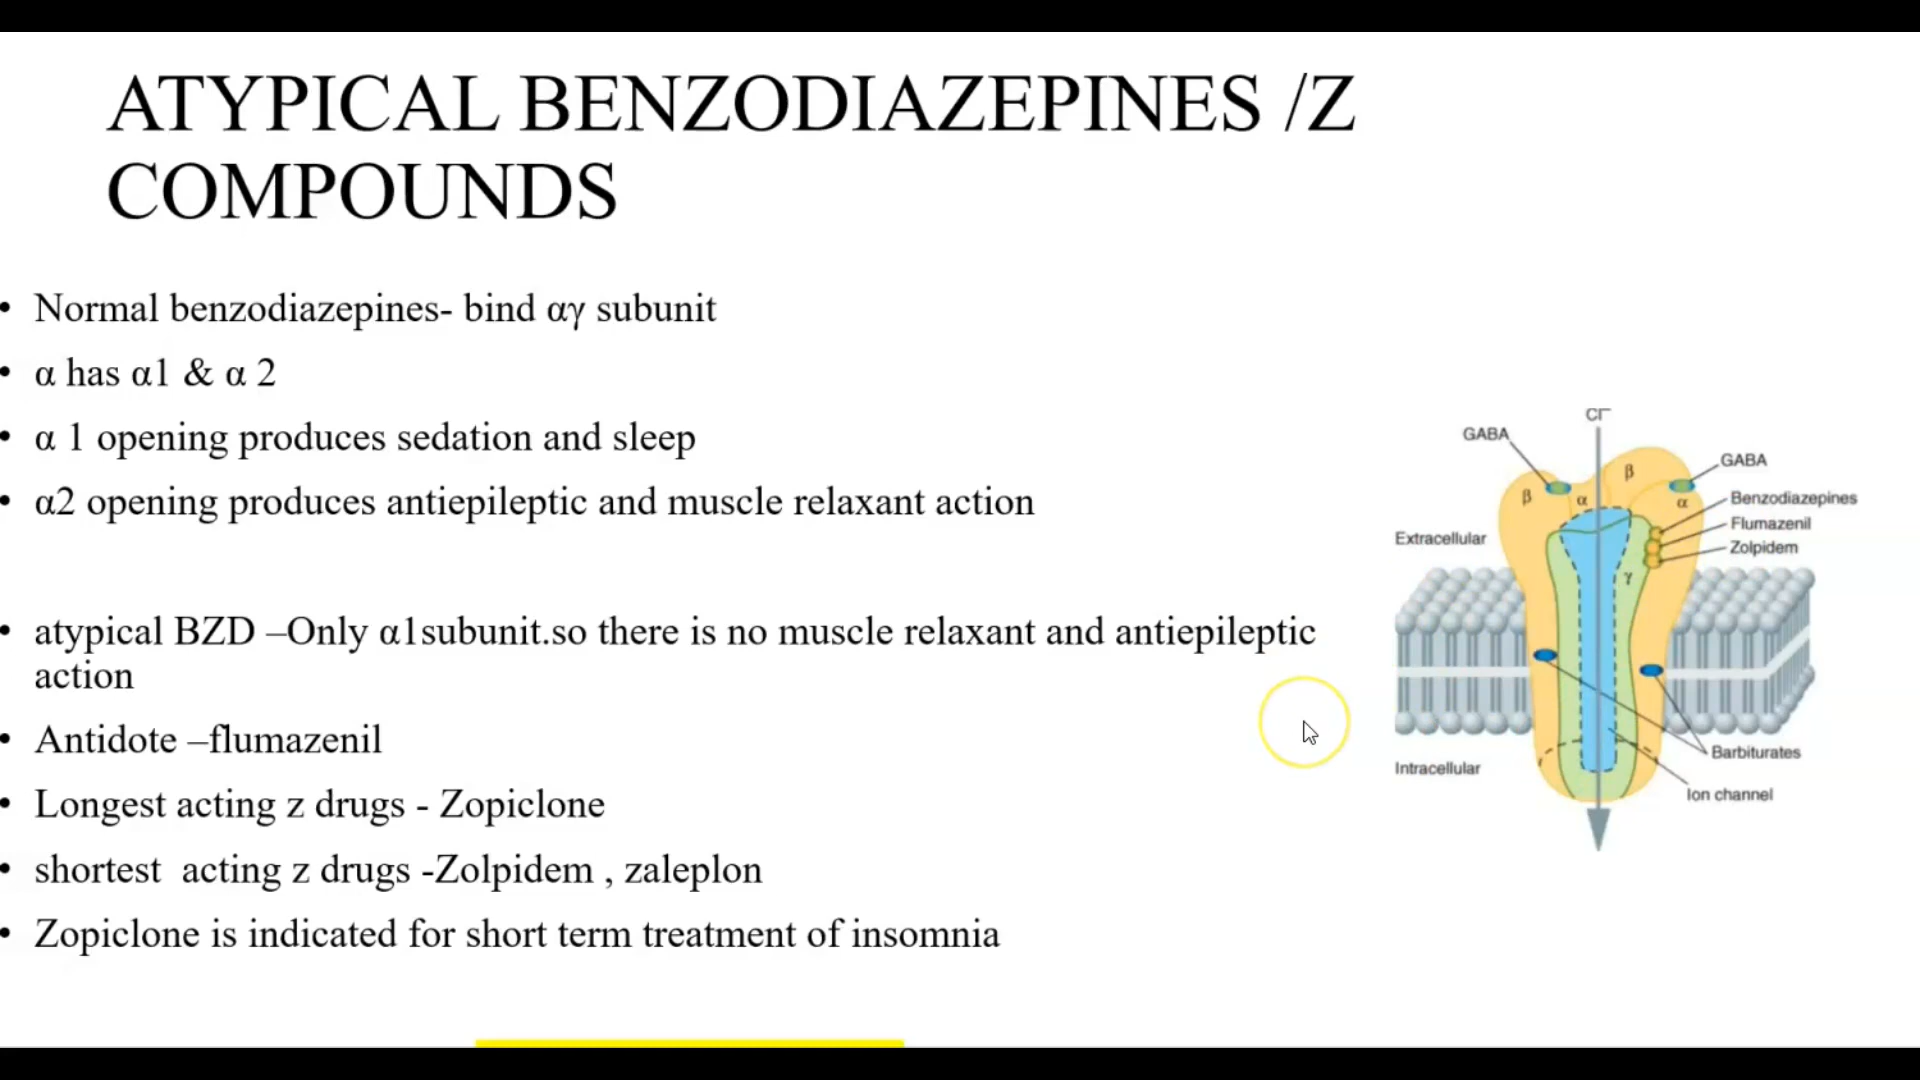 ATYPICAL BENZODIAZEPINES /Z
COMPOUNDS
• Normal benzodiazepines- bind αγ subunit
• α has α1 & α 2
• α 1 opening produces sedation and sleep
• α2 opening produces antiepileptic and muscle relaxant action
• atypical BZD –Only α1subunit.so there is no muscle relaxant and antiepileptic
action
• Antidote –flumazenil
• Longest acting z drugs - Zopiclone
• shortest  acting z drugs -Zolpidem , zaleplon
• Zopiclone is indicated for short term treatment of insomnia
Cl⁻
GABA
GABA
β
β
α
α
Benzodiazepines
Flumazenil
Extracellular
Zolpidem
γ
Barbiturates
Intracellular
Ion channel